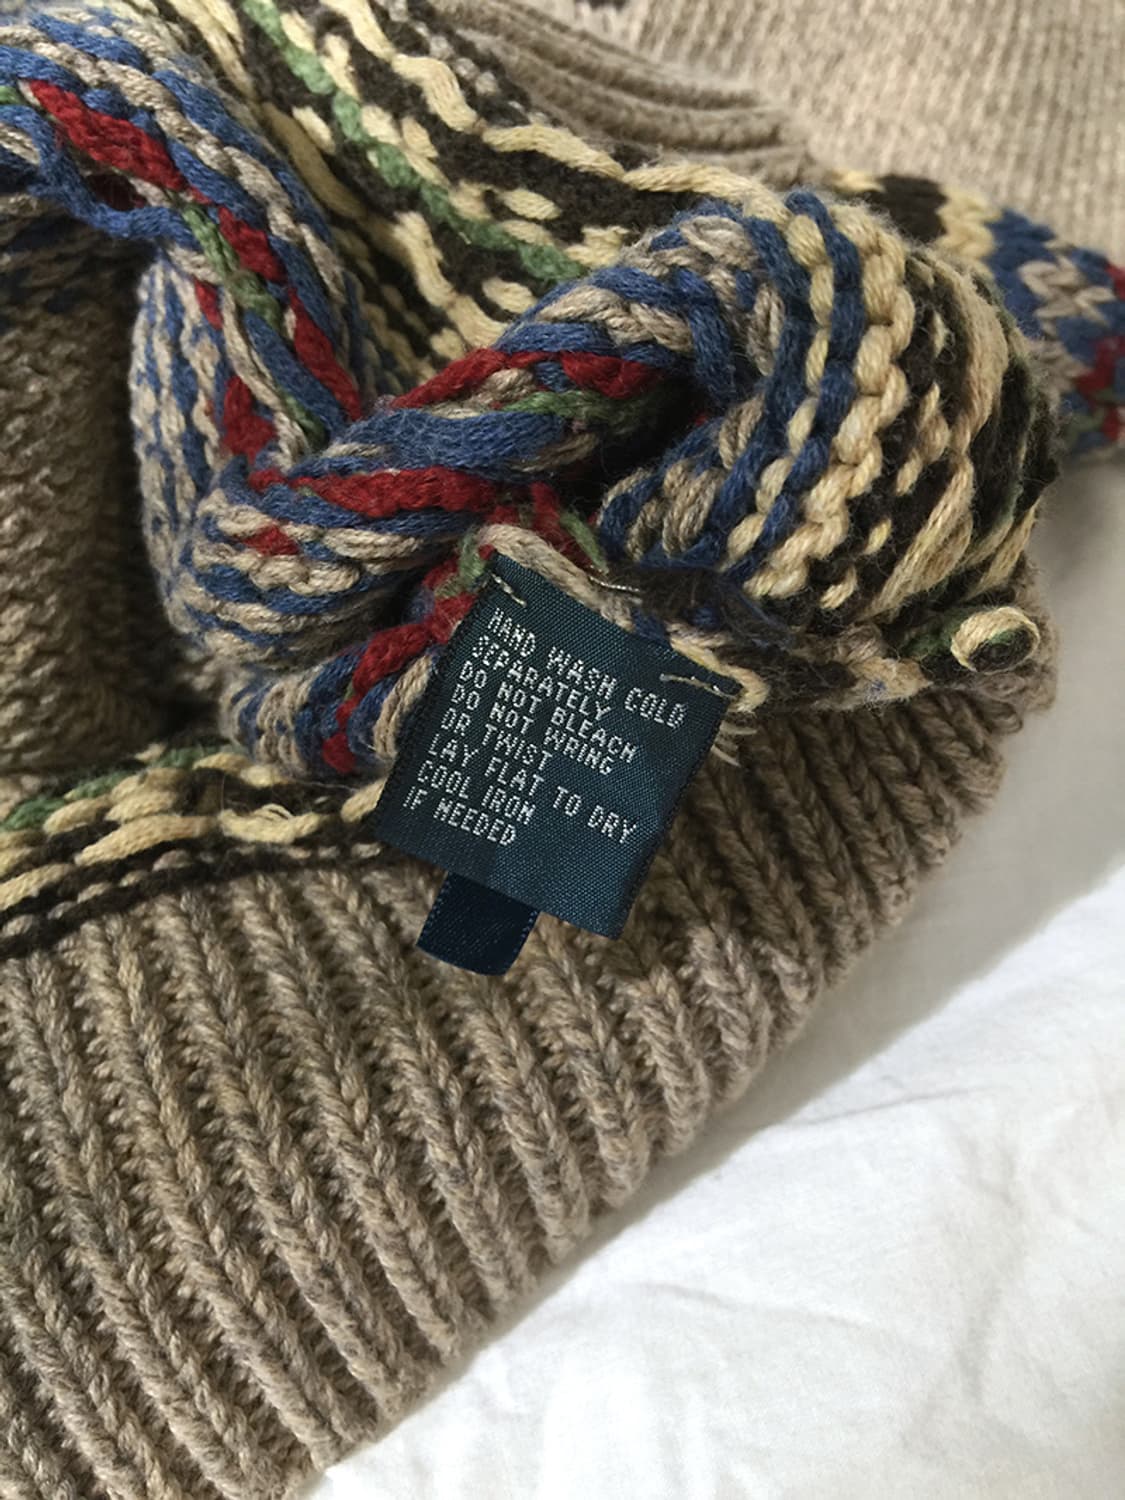 HAND WASH COLD
SEPARATELY
DO NOT BLEACH
DO NOT WRING
OR TWIST
LAY FLAT TO DRY
COOL IRON
IF NEEDED